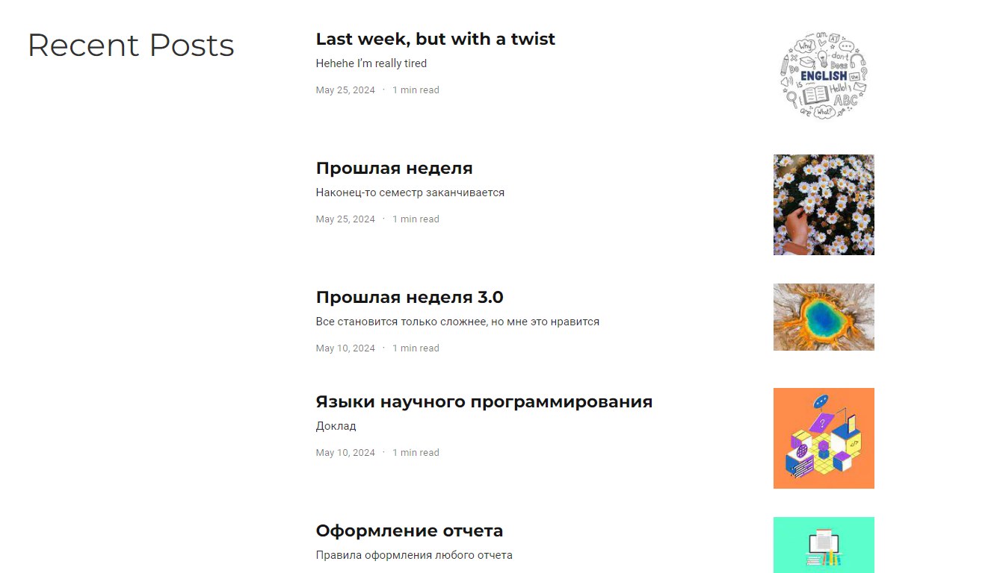 Recent Posts
Last week, but with a twist
Hehehe I'm really tired
May 25, 2024 · 1 min read
Why?
am
A
don't
Does
Do
ENGLISH
the
?
is
Hello!
ABC
are
What?
Прошлая неделя
Наконец-то семестр заканчивается
May 25, 2024 · 1 min read
Прошлая неделя 3.0
Все становится только сложнее, но мне это нравится
May 10, 2024 · 1 min read
Языки научного программирования
Доклад
May 10, 2024 · 1 min read
?
</>
Оформление отчета
Правила оформления любого отчета